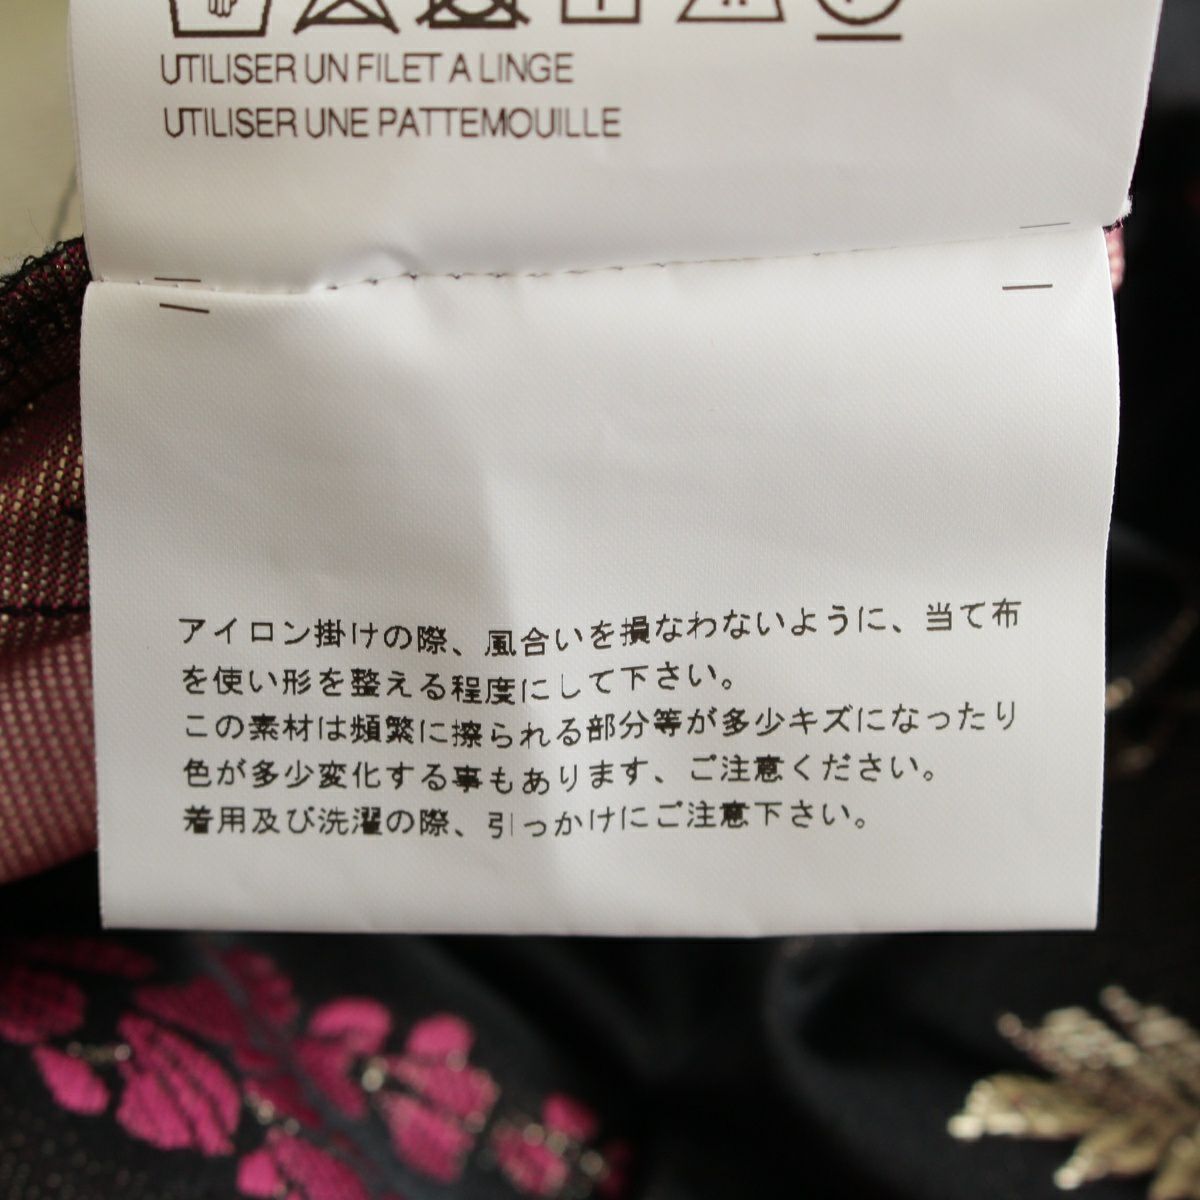 UTILISER UN FILET A LINGE
UTILISER UNE PATTEMOUILLE
アイロン掛けの際、風合いを損なわないように、当て布
を使い形を整える程度にして下さい。
この素材は頻繁に擦られる部分等が多少キズになったり
色が多少変化する事もあります、ご注意ください。
着用及び洗濯の際、引っかけにご注意下さい。